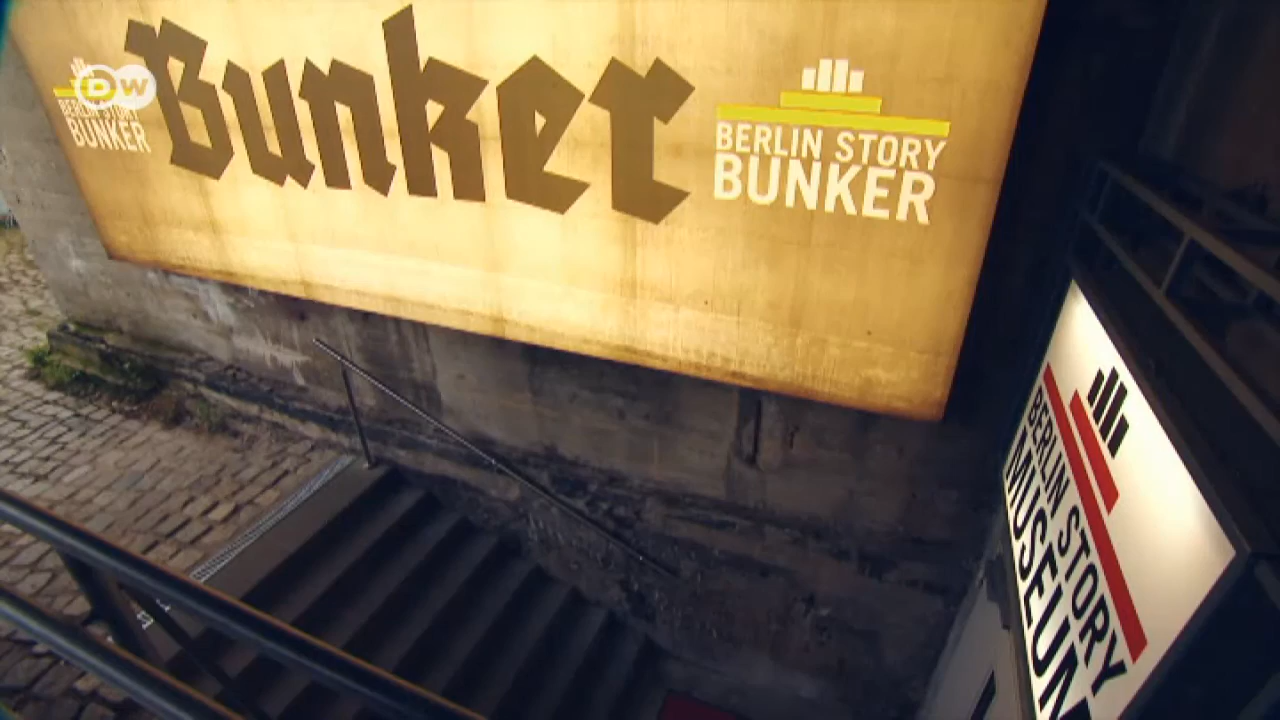 DW
BERLIN STORY
BUNKER
Bunker
BERLIN STORY
BUNKER
BERLIN STORY
MUSEUM